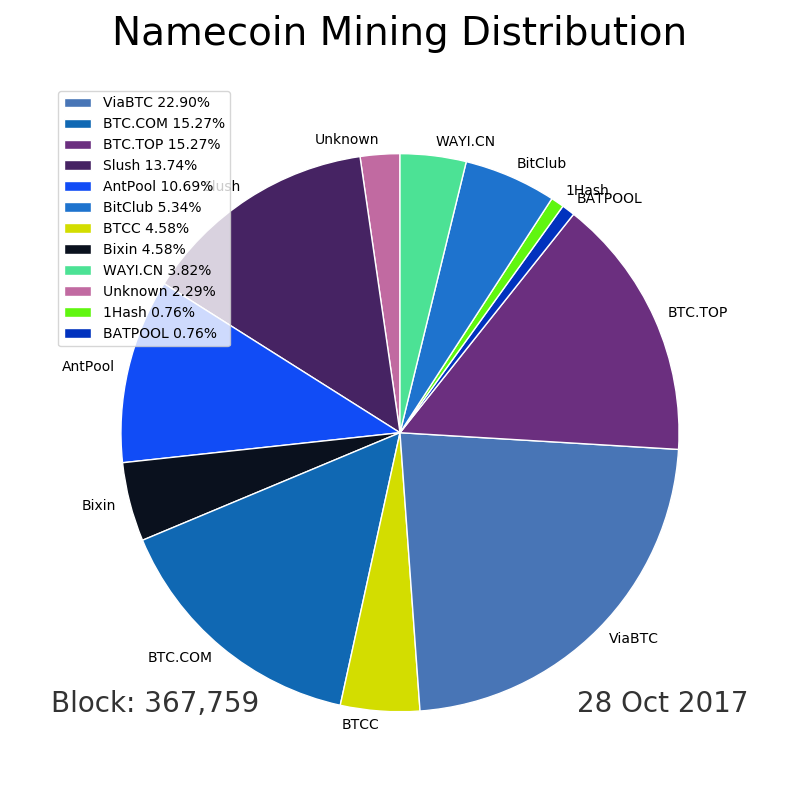 Namecoin Mining Distribution
ViaBTC 22.90%
BTC.COM 15.27%
BTC.TOP 15.27%
Slush 13.74%
AntPool 10.69%
BitClub 5.34%
BTCC 4.58%
Bixin 4.58%
WAYI.CN 3.82%
Unknown 2.29%
1Hash 0.76%
BATPOOL 0.76%
Unknown
WAYI.CN
BitClub
1Hash
BATPOOL
Slush
BTC.TOP
AntPool
Bixin
ViaBTC
BTC.COM
BTCC
Block: 367,759
28 Oct 2017